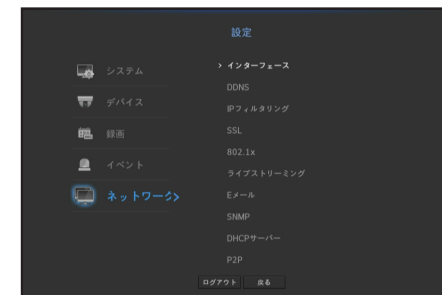 設定
システム
デバイス
録画
イベント
ネットワーク>
> インターフェース
DDNS
IPフィルタリング
SSL
802.1x
ライブストリーミング
Eメール
SNMP
DHCPサーバー
P2P
ログアウト 戻る